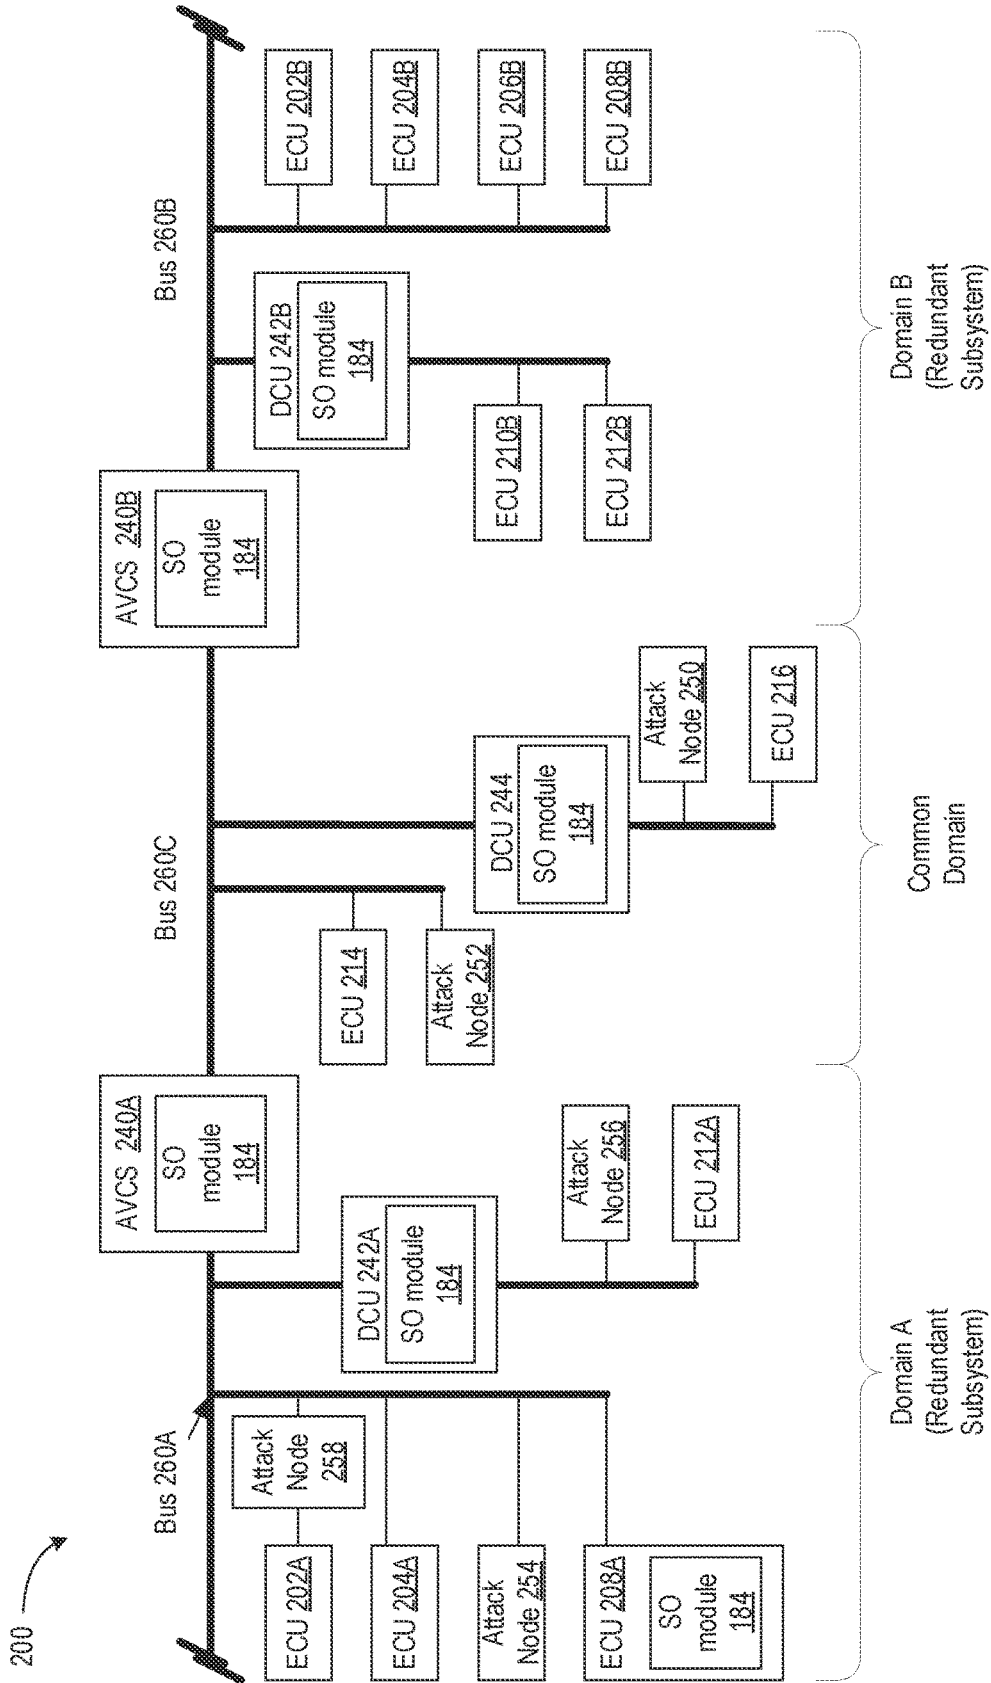 200
Bus 260A
Bus 260C
Bus 260B
AVCS 240A
SO
module
184
AVCS 240B
SO
module
184
ECU 202A
Attack
Node
258
ECU 204A
Attack
Node 254
ECU 208A
SO
module
184
DCU 242A
SO module
184
Attack
Node 256
ECU 212A
ECU 214
Attack
Node 252
DCU 244
SO module
184
Attack
Node 250
ECU 216
DCU 242B
SO module
184
ECU 210B
ECU 212B
ECU 202B
ECU 204B
ECU 206B
ECU 208B
Domain A
(Redundant
Subsystem)
Common
Domain
Domain B
(Redundant
Subsystem)